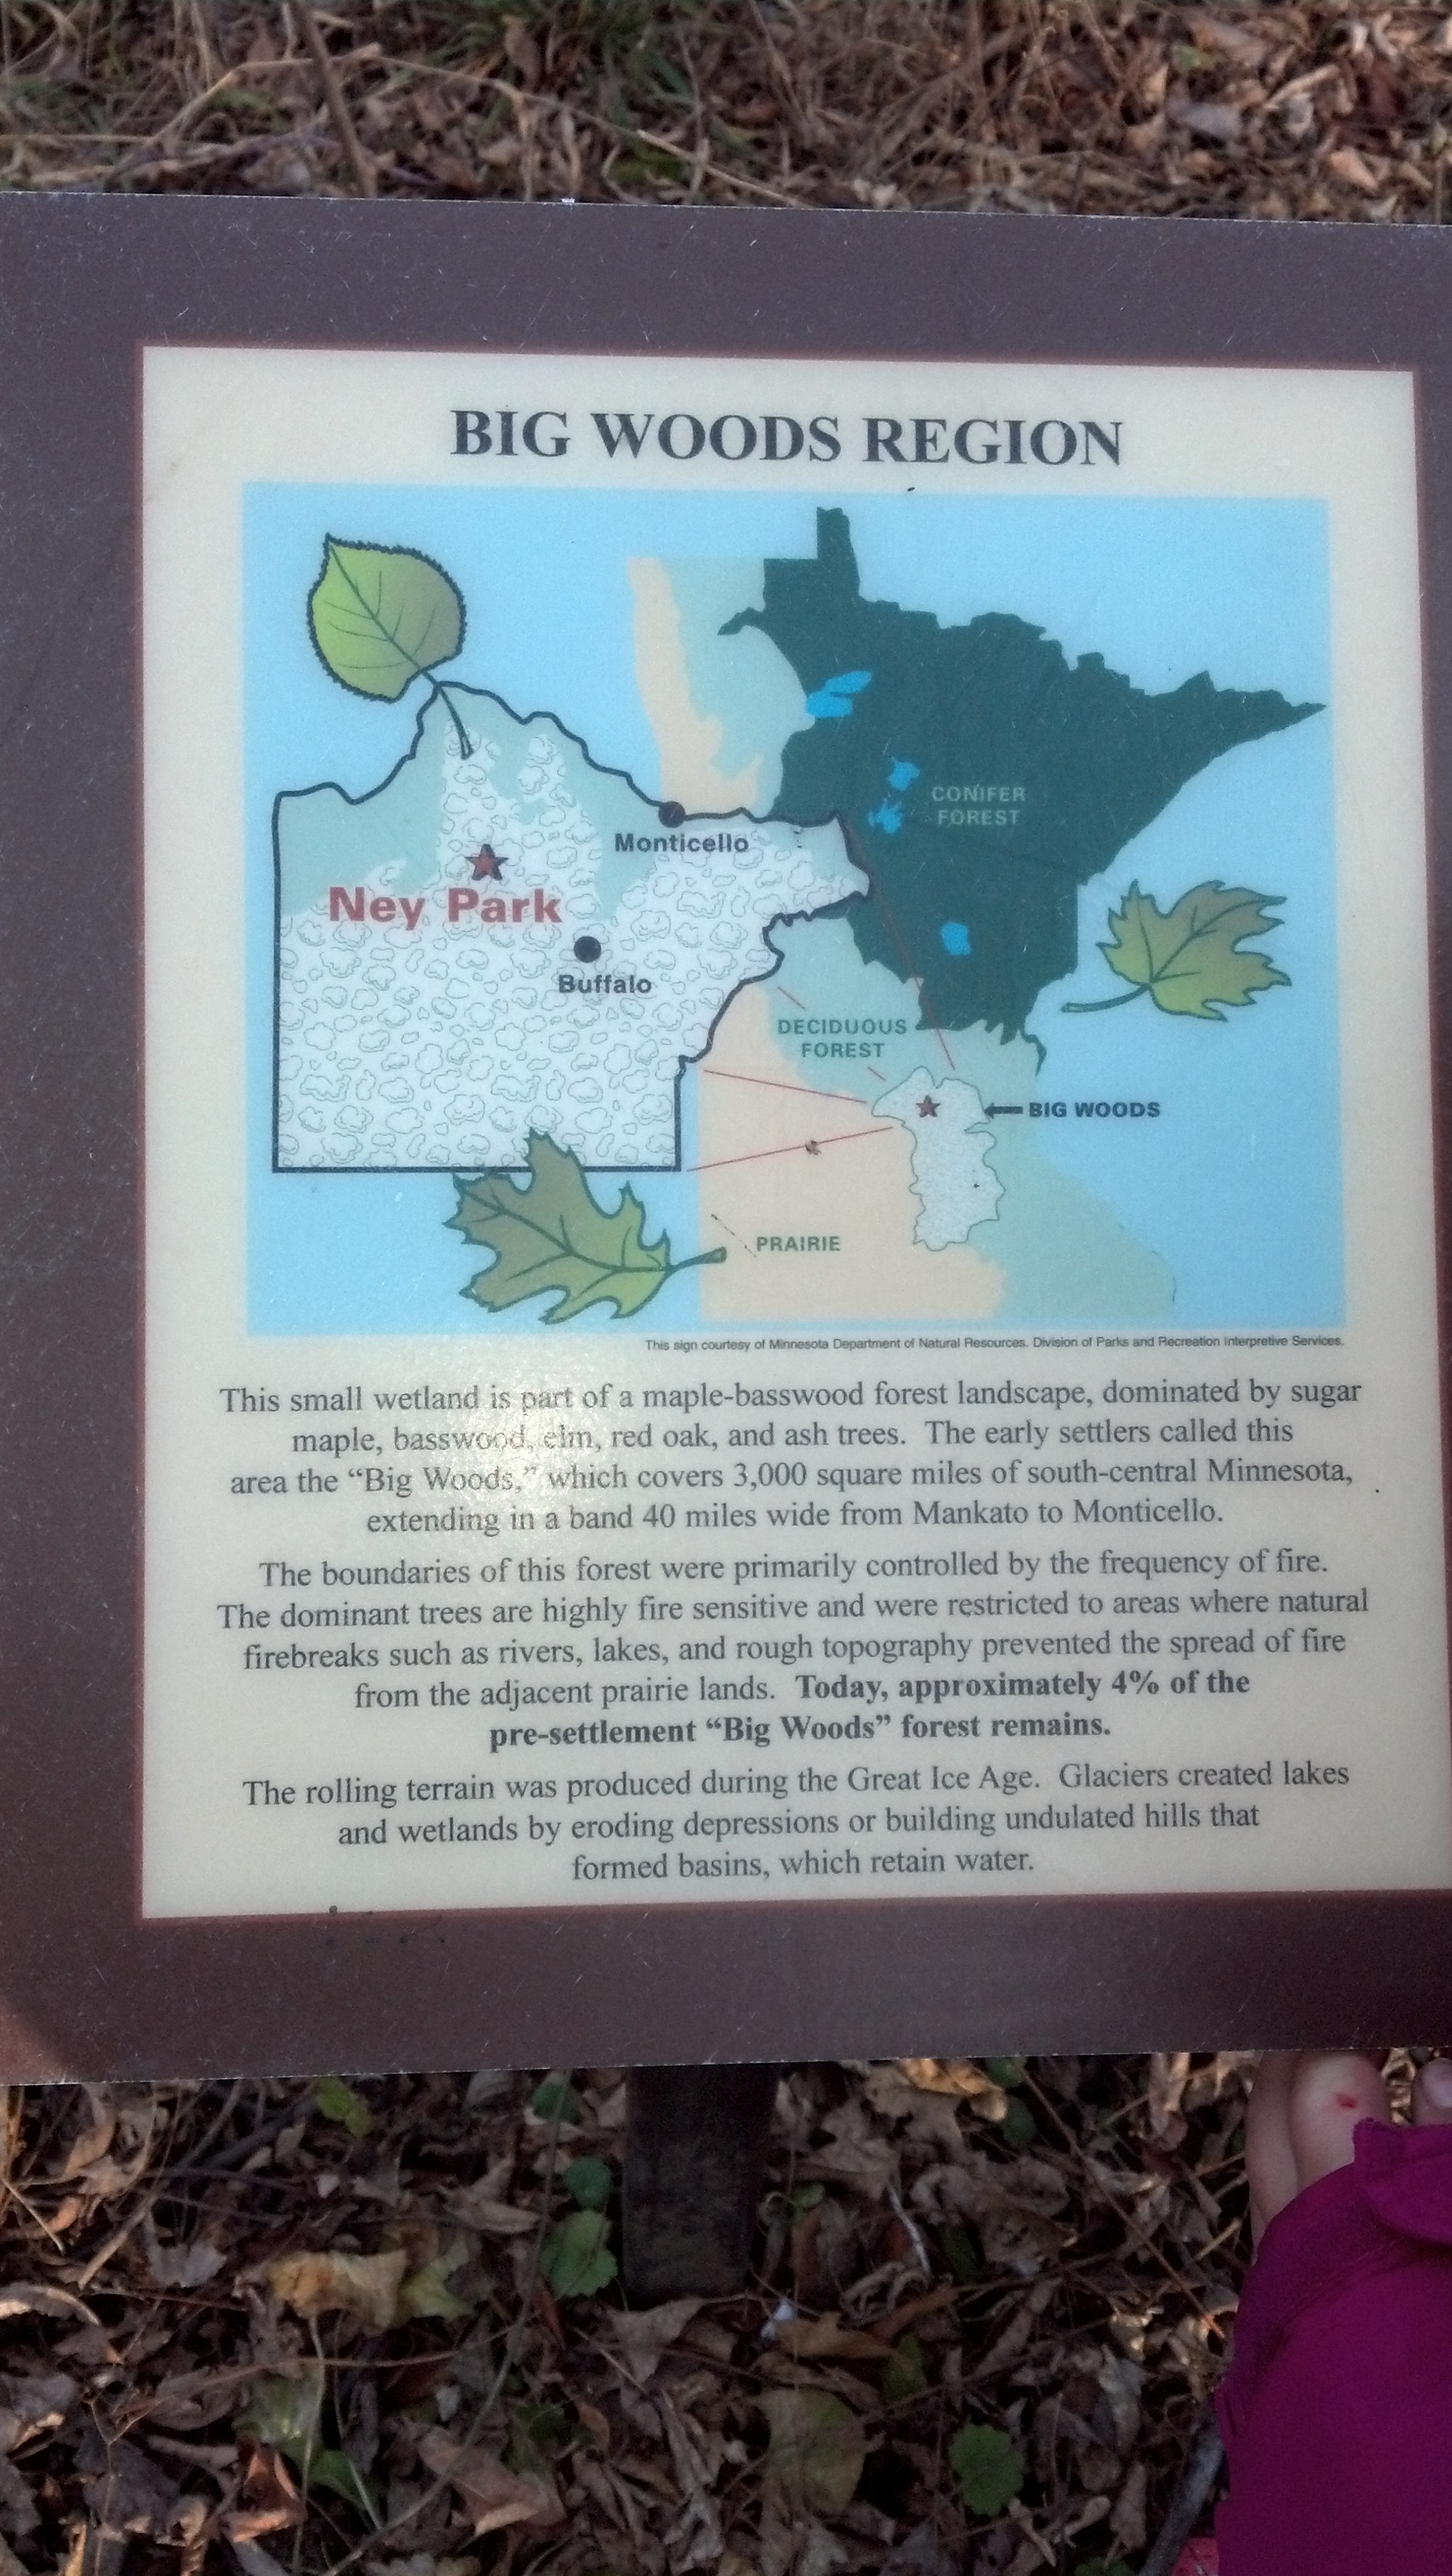 BIG WOODS REGION
CONIFER
FOREST
Monticello
Ney Park
Buffalo
DECIDUOUS
FOREST
BIG WOODS
PRAIRIE
This sign courtesy of Minnesota Department of Natural Resources. Division of Parks and Recreation Interpretive Services.
This small wetland is part of a maple-basswood forest landscape, dominated by sugar
maple, basswood, elm, red oak, and ash trees. The early settlers called this
area the “Big Woods,” which covers 3,000 square miles of south-central Minnesota,
extending in a band 40 miles wide from Mankato to Monticello.
The boundaries of this forest were primarily controlled by the frequency of fire.
The dominant trees are highly fire sensitive and were restricted to areas where natural
firebreaks such as rivers, lakes, and rough topography prevented the spread of fire
from the adjacent prairie lands. Today, approximately 4% of the
pre-settlement “Big Woods” forest remains.
The rolling terrain was produced during the Great Ice Age. Glaciers created lakes
and wetlands by eroding depressions or building undulated hills that
formed basins, which retain water.